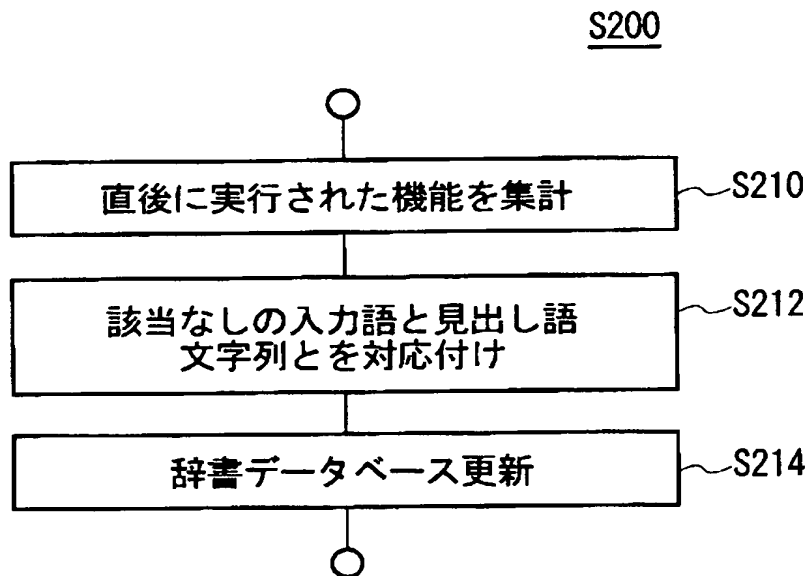 S200
直後に実行された機能を集計
S210
該当なしの入力語と見出し語
文字列とを対応付け
S212
辞書データベース更新
S214